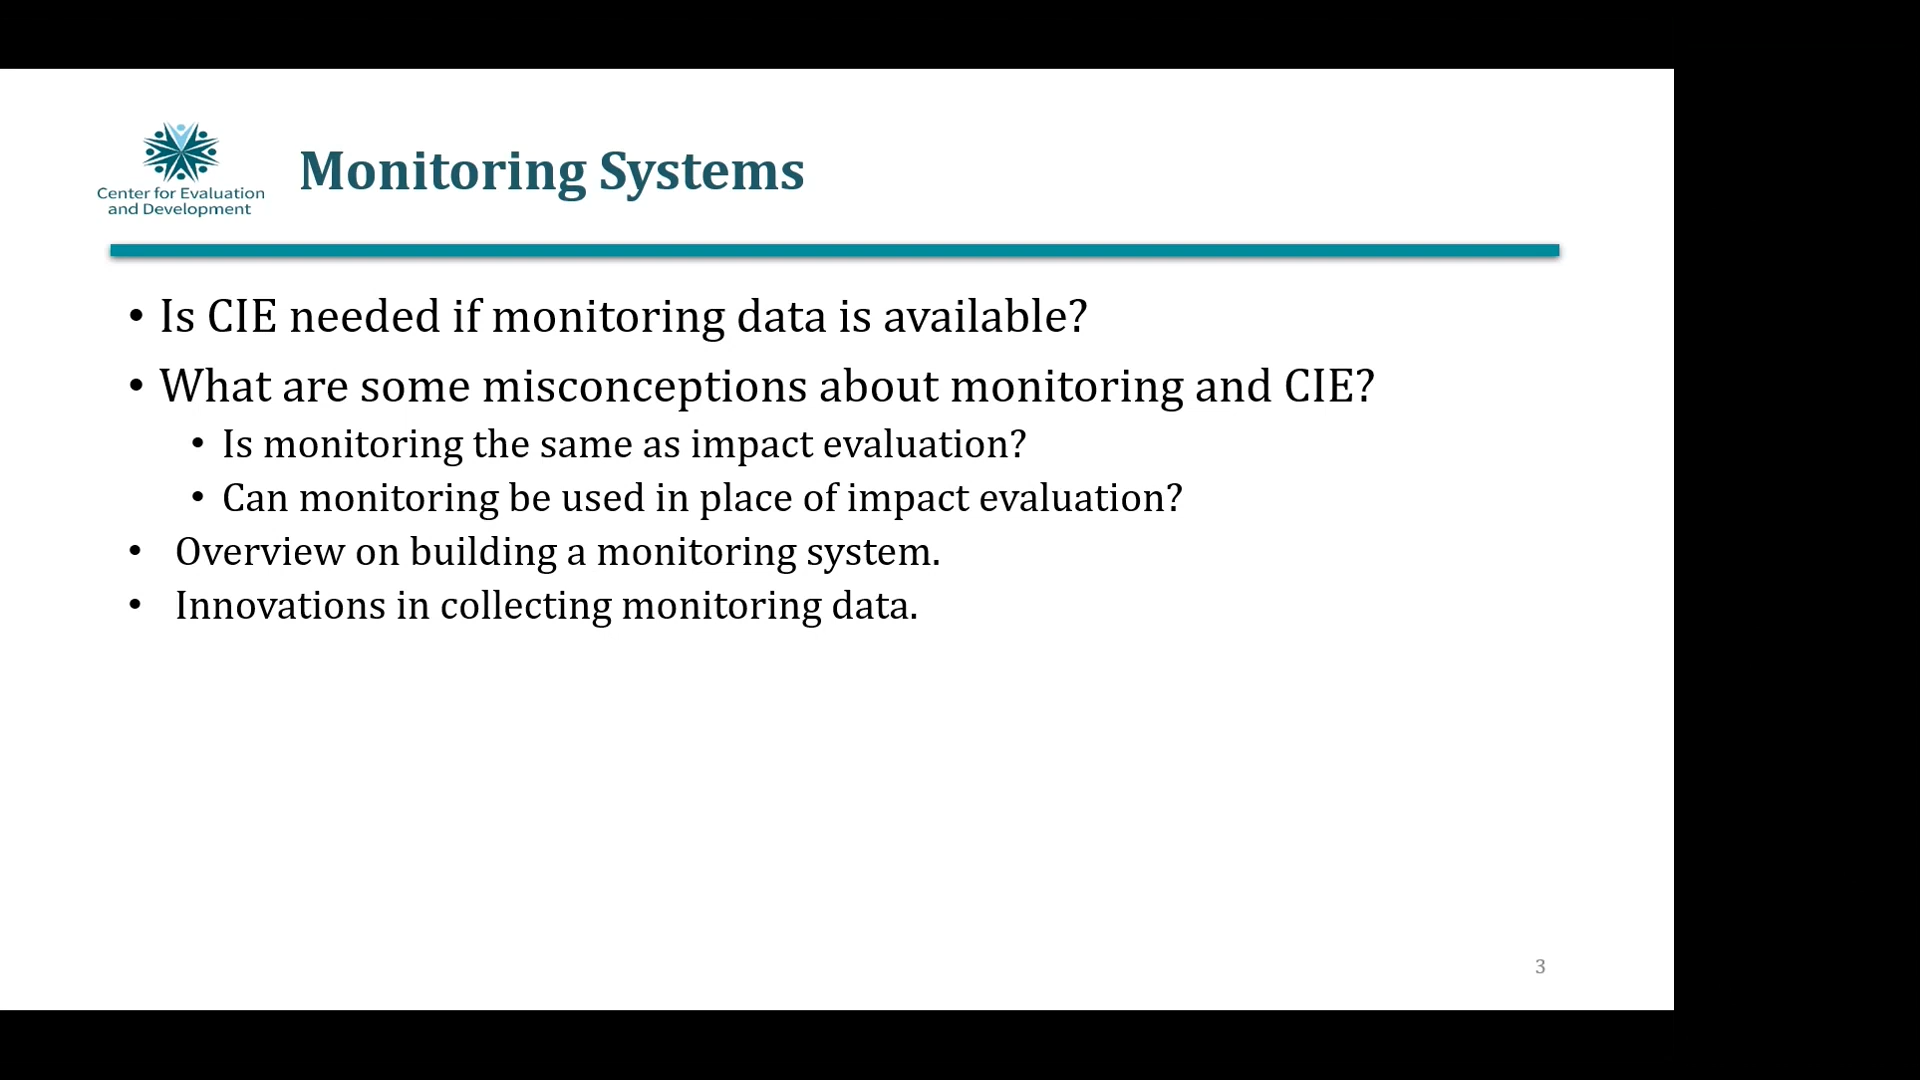 Center for Evaluation
and Development
Monitoring Systems
• Is CIE needed if monitoring data is available?
• What are some misconceptions about monitoring and CIE?
• Is monitoring the same as impact evaluation?
• Can monitoring be used in place of impact evaluation?
• Overview on building a monitoring system.
• Innovations in collecting monitoring data.
3